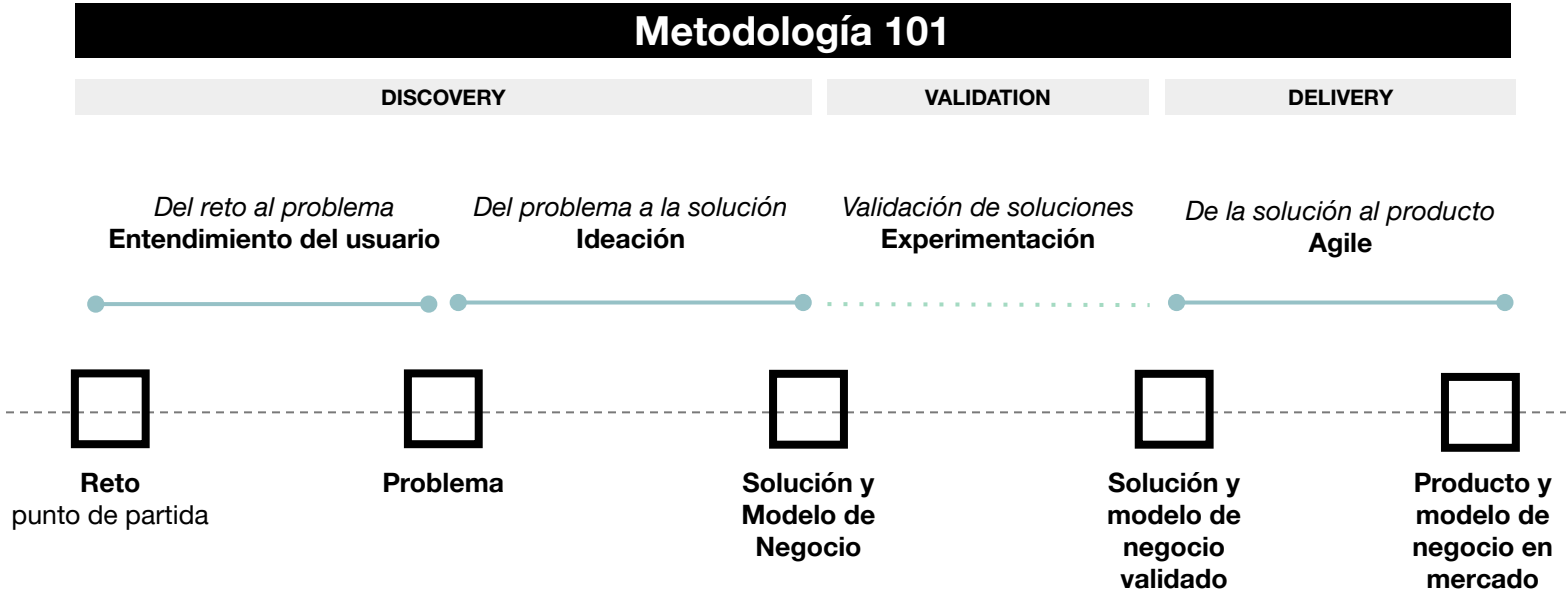 Metodología 101
DISCOVERY
VALIDATION
DELIVERY
Del reto al problema
Entendimiento del usuario
Del problema a la solución
Ideación
Validación de soluciones
Experimentación
De la solución al producto
Agile
Reto
punto de partida
Problema
Solución y
Modelo de
Negocio
Solución y
modelo de
negocio
validado
Producto y
modelo de
negocio en
mercado